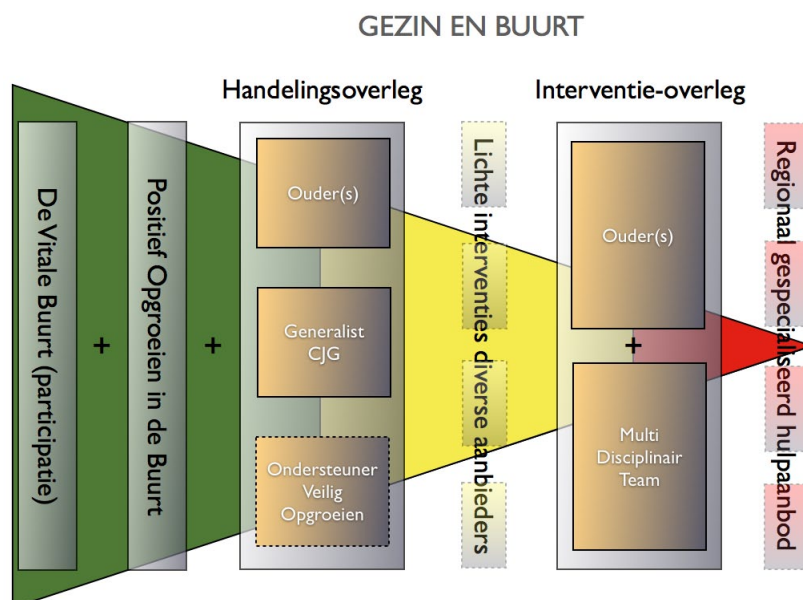 GEZIN EN BUURT
Handelingsoverleg
Interventie-overleg
De Vitale Buurt (participatie)
+
Positief Opgroeien in de Buurt
+
Ouder(s)
Generalist
CJG
Ondersteuner
Veilig
Opgroeien
Lichte interventies diverse aanbieders
Ouder(s)
+
Multi
Disciplinair
Team
Regionaal gespecialiseerd hulpaanbod